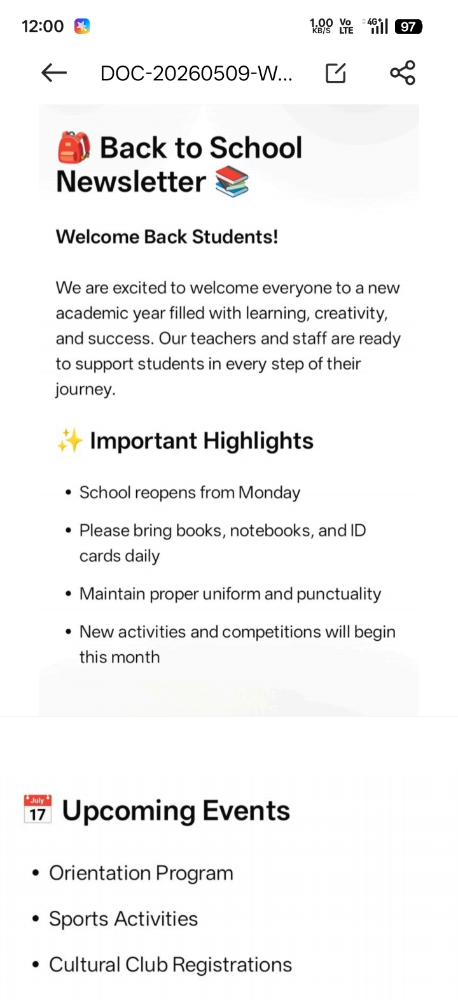 12:00
1.00 KB/S Vo LTE 4G+ 97
DOC-20260509-W...
🎒 Back to School
Newsletter 📚
Welcome Back Students!
We are excited to welcome everyone to a new
academic year filled with learning, creativity,
and success. Our teachers and staff are ready
to support students in every step of their
journey.
✨ Important Highlights
• School reopens from Monday
• Please bring books, notebooks, and ID
cards daily
• Maintain proper uniform and punctuality
• New activities and competitions will begin
this month
July
17
Upcoming Events
• Orientation Program
• Sports Activities
• Cultural Club Registrations